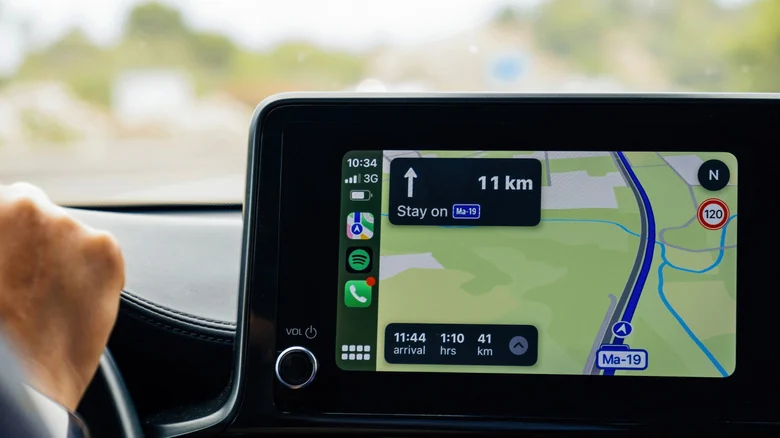 10:34
3G
11 km
Stay on Ma-19
N
120
11:44 1:10 41
arrival hrs km
Ma-19
VOL